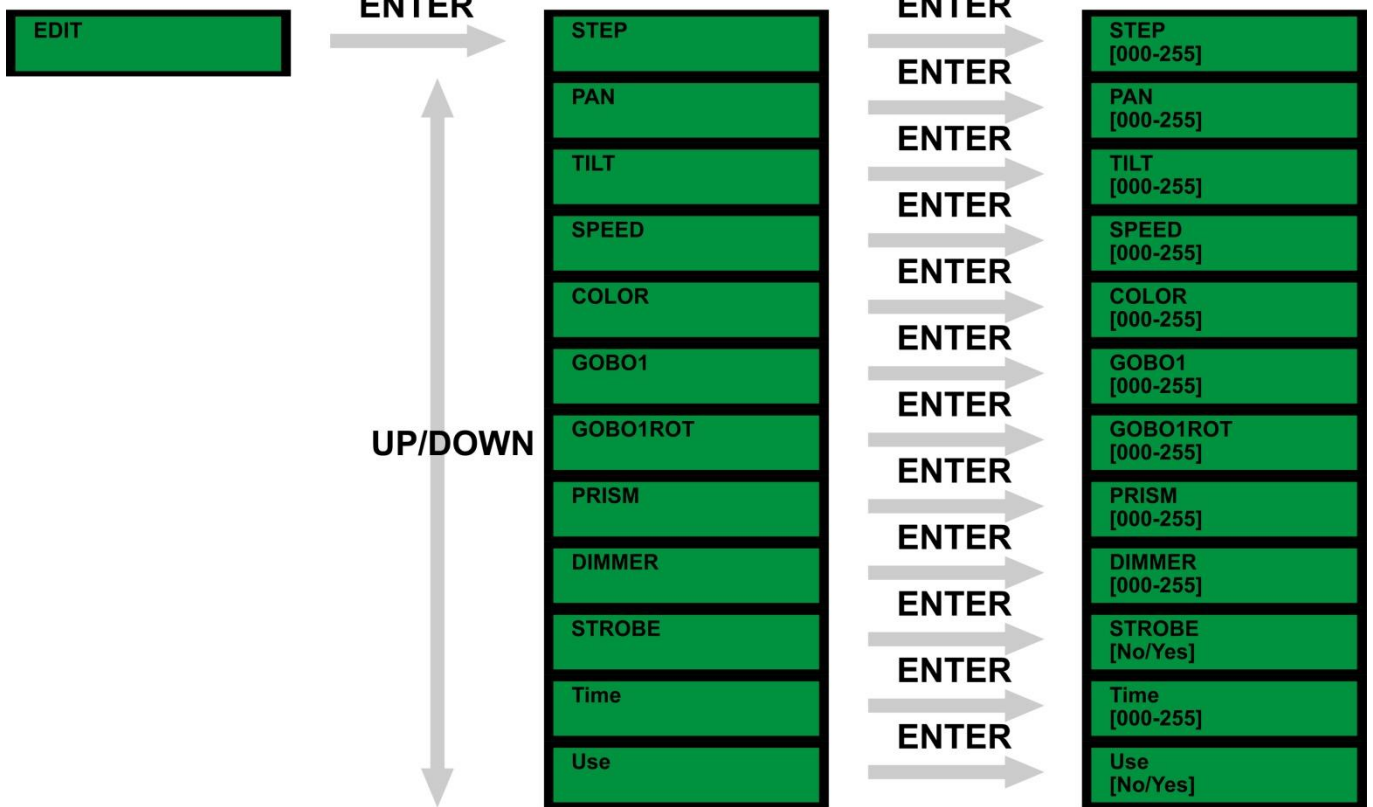 ENTER
ENTER
EDIT
STEP
STEP
[000-255]
ENTER
PAN
PAN
[000-255]
ENTER
TILT
TILT
[000-255]
ENTER
SPEED
SPEED
[000-255]
ENTER
COLOR
COLOR
[000-255]
ENTER
GOBO1
GOBO1
[000-255]
ENTER
UP/DOWN
GOBO1ROT
GOBO1ROT
[000-255]
ENTER
PRISM
PRISM
[000-255]
ENTER
DIMMER
DIMMER
[000-255]
ENTER
STROBE
STROBE
[No/Yes]
ENTER
Time
Time
[000-255]
ENTER
Use
Use
[No/Yes]